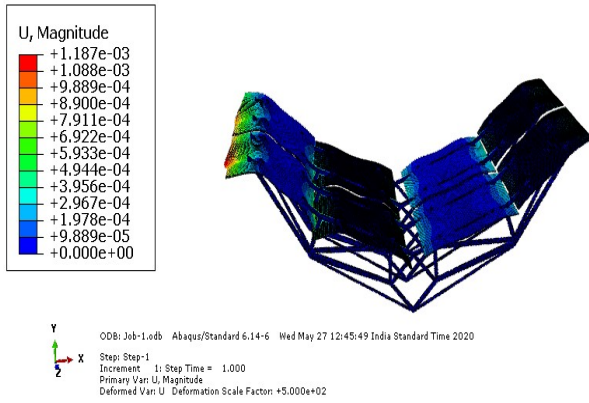 U, Magnitude
+1.187e-03
+1.088e-03
+9.889e-04
+8.900e-04
+7.911e-04
+6.922e-04
+5.933e-04
+4.944e-04
+3.956e-04
+2.967e-04
+1.978e-04
+9.889e-05
+0.000e+00
Y
X
Z
ODB: Job-1.odb Abaqus/Standard 6.14-6 Wed May 27 12:45:49 India Standard Time 2020
Step: Step-1
Increment 1: Step Time = 1.000
Primary Var: U, Magnitude
Deformed Var: U Deformation Scale Factor: +5.000e+02